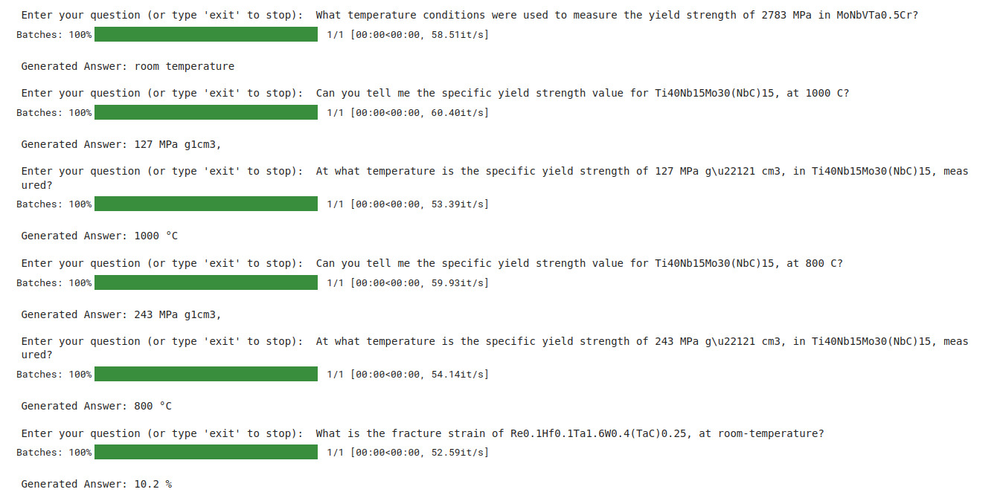 Enter your question (or type 'exit' to stop):  What temperature conditions were used to measure the yield strength of 2783 MPa in MoNbVTa0.5Cr?
Batches: 100% 1/1 [00:00<00:00, 58.51it/s]
Generated Answer: room temperature
Enter your question (or type 'exit' to stop):  Can you tell me the specific yield strength value for Ti40Nb15Mo30(NbC)15, at 1000 C?
Batches: 100% 1/1 [00:00<00:00, 60.40it/s]
Generated Answer: 127 MPa g1cm3,
Enter your question (or type 'exit' to stop):  At what temperature is the specific yield strength of 127 MPa g\u22121 cm3, in Ti40Nb15Mo30(NbC)15, meas
ured?
Batches: 100% 1/1 [00:00<00:00, 53.39it/s]
Generated Answer: 1000 °C
Enter your question (or type 'exit' to stop):  Can you tell me the specific yield strength value for Ti40Nb15Mo30(NbC)15, at 800 C?
Batches: 100% 1/1 [00:00<00:00, 59.93it/s]
Generated Answer: 243 MPa g1cm3,
Enter your question (or type 'exit' to stop):  At what temperature is the specific yield strength of 243 MPa g\u22121 cm3, in Ti40Nb15Mo30(NbC)15, meas
ured?
Batches: 100% 1/1 [00:00<00:00, 54.14it/s]
Generated Answer: 800 °C
Enter your question (or type 'exit' to stop):  What is the fracture strain of Re0.1Hf0.1Ta1.6W0.4(TaC)0.25, at room-temperature?
Batches: 100% 1/1 [00:00<00:00, 52.59it/s]
Generated Answer: 10.2 %